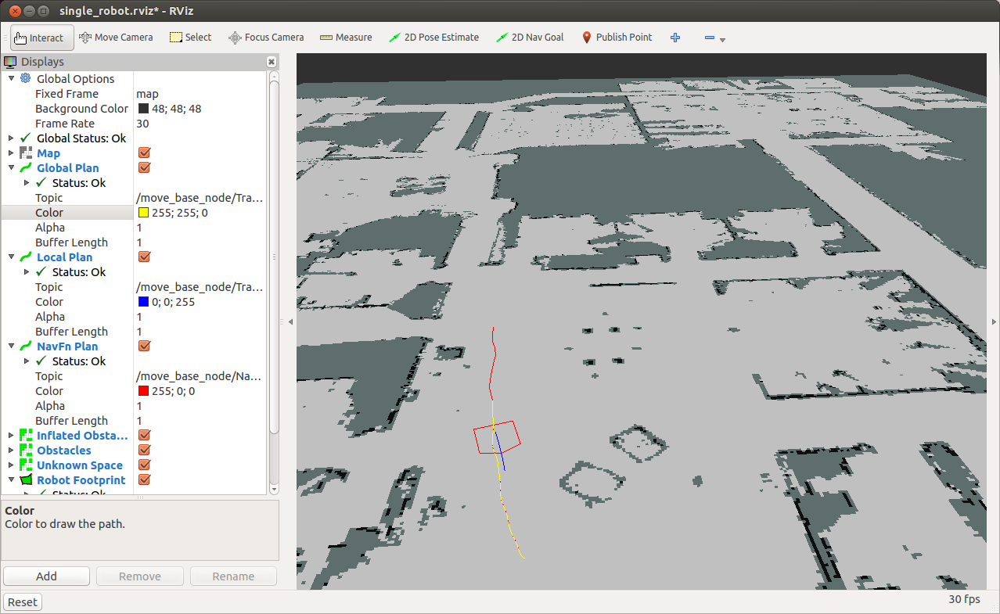 single_robot.rviz* - RViz
Interact Move Camera Select Focus Camera Measure 2D Pose Estimate 2D Nav Goal Publish Point
Displays
Global Options
Fixed Frame map
Background Color 48; 48; 48
Frame Rate 30
Global Status: Ok
Map
Global Plan
Status: Ok
Topic /move_base_node/Tra...
Color 255; 255; 0
Alpha 1
Buffer Length 1
Local Plan
Status: Ok
Topic /move_base_node/Tra...
Color 0; 0; 255
Alpha 1
Buffer Length 1
NavFn Plan
Status: Ok
Topic /move_base_node/Na...
Color 255; 0; 0
Alpha 1
Buffer Length 1
Inflated Obsta...
Obstacles
Unknown Space
Robot Footprint
Status: Ok
Color
Color to draw the path.
Add Remove Rename
Reset 30 fps